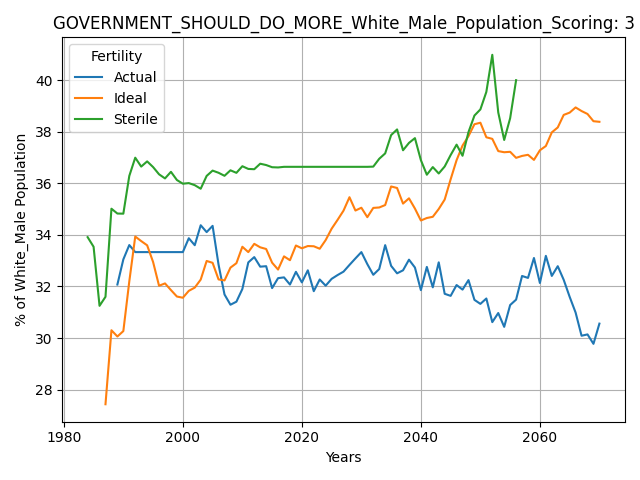 GOVERNMENT_SHOULD_DO_MORE_White_Male_Population_Scoring: 3
Fertility
Actual
Ideal
Sterile
% of White_Male Population
40
38
36
34
32
30
28
1980
2000
2020
2040
2060
Years